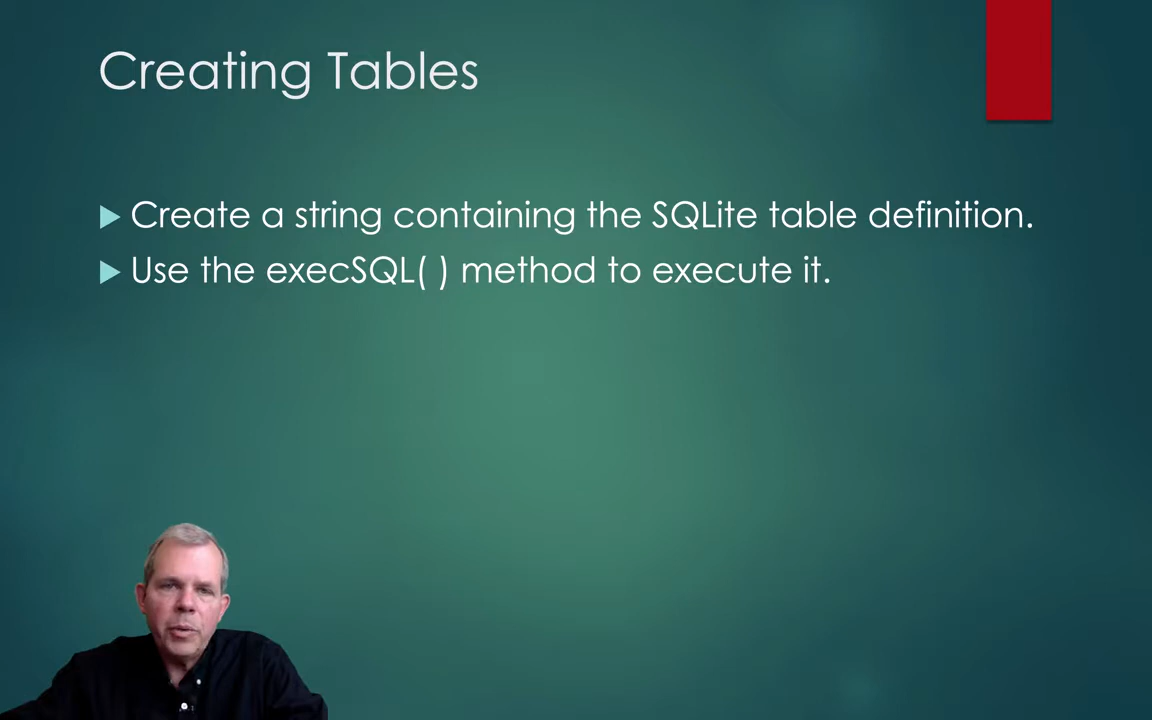 Creating Tables
Create a string containing the SQLite table definition.
Use the execSQL( ) method to execute it.